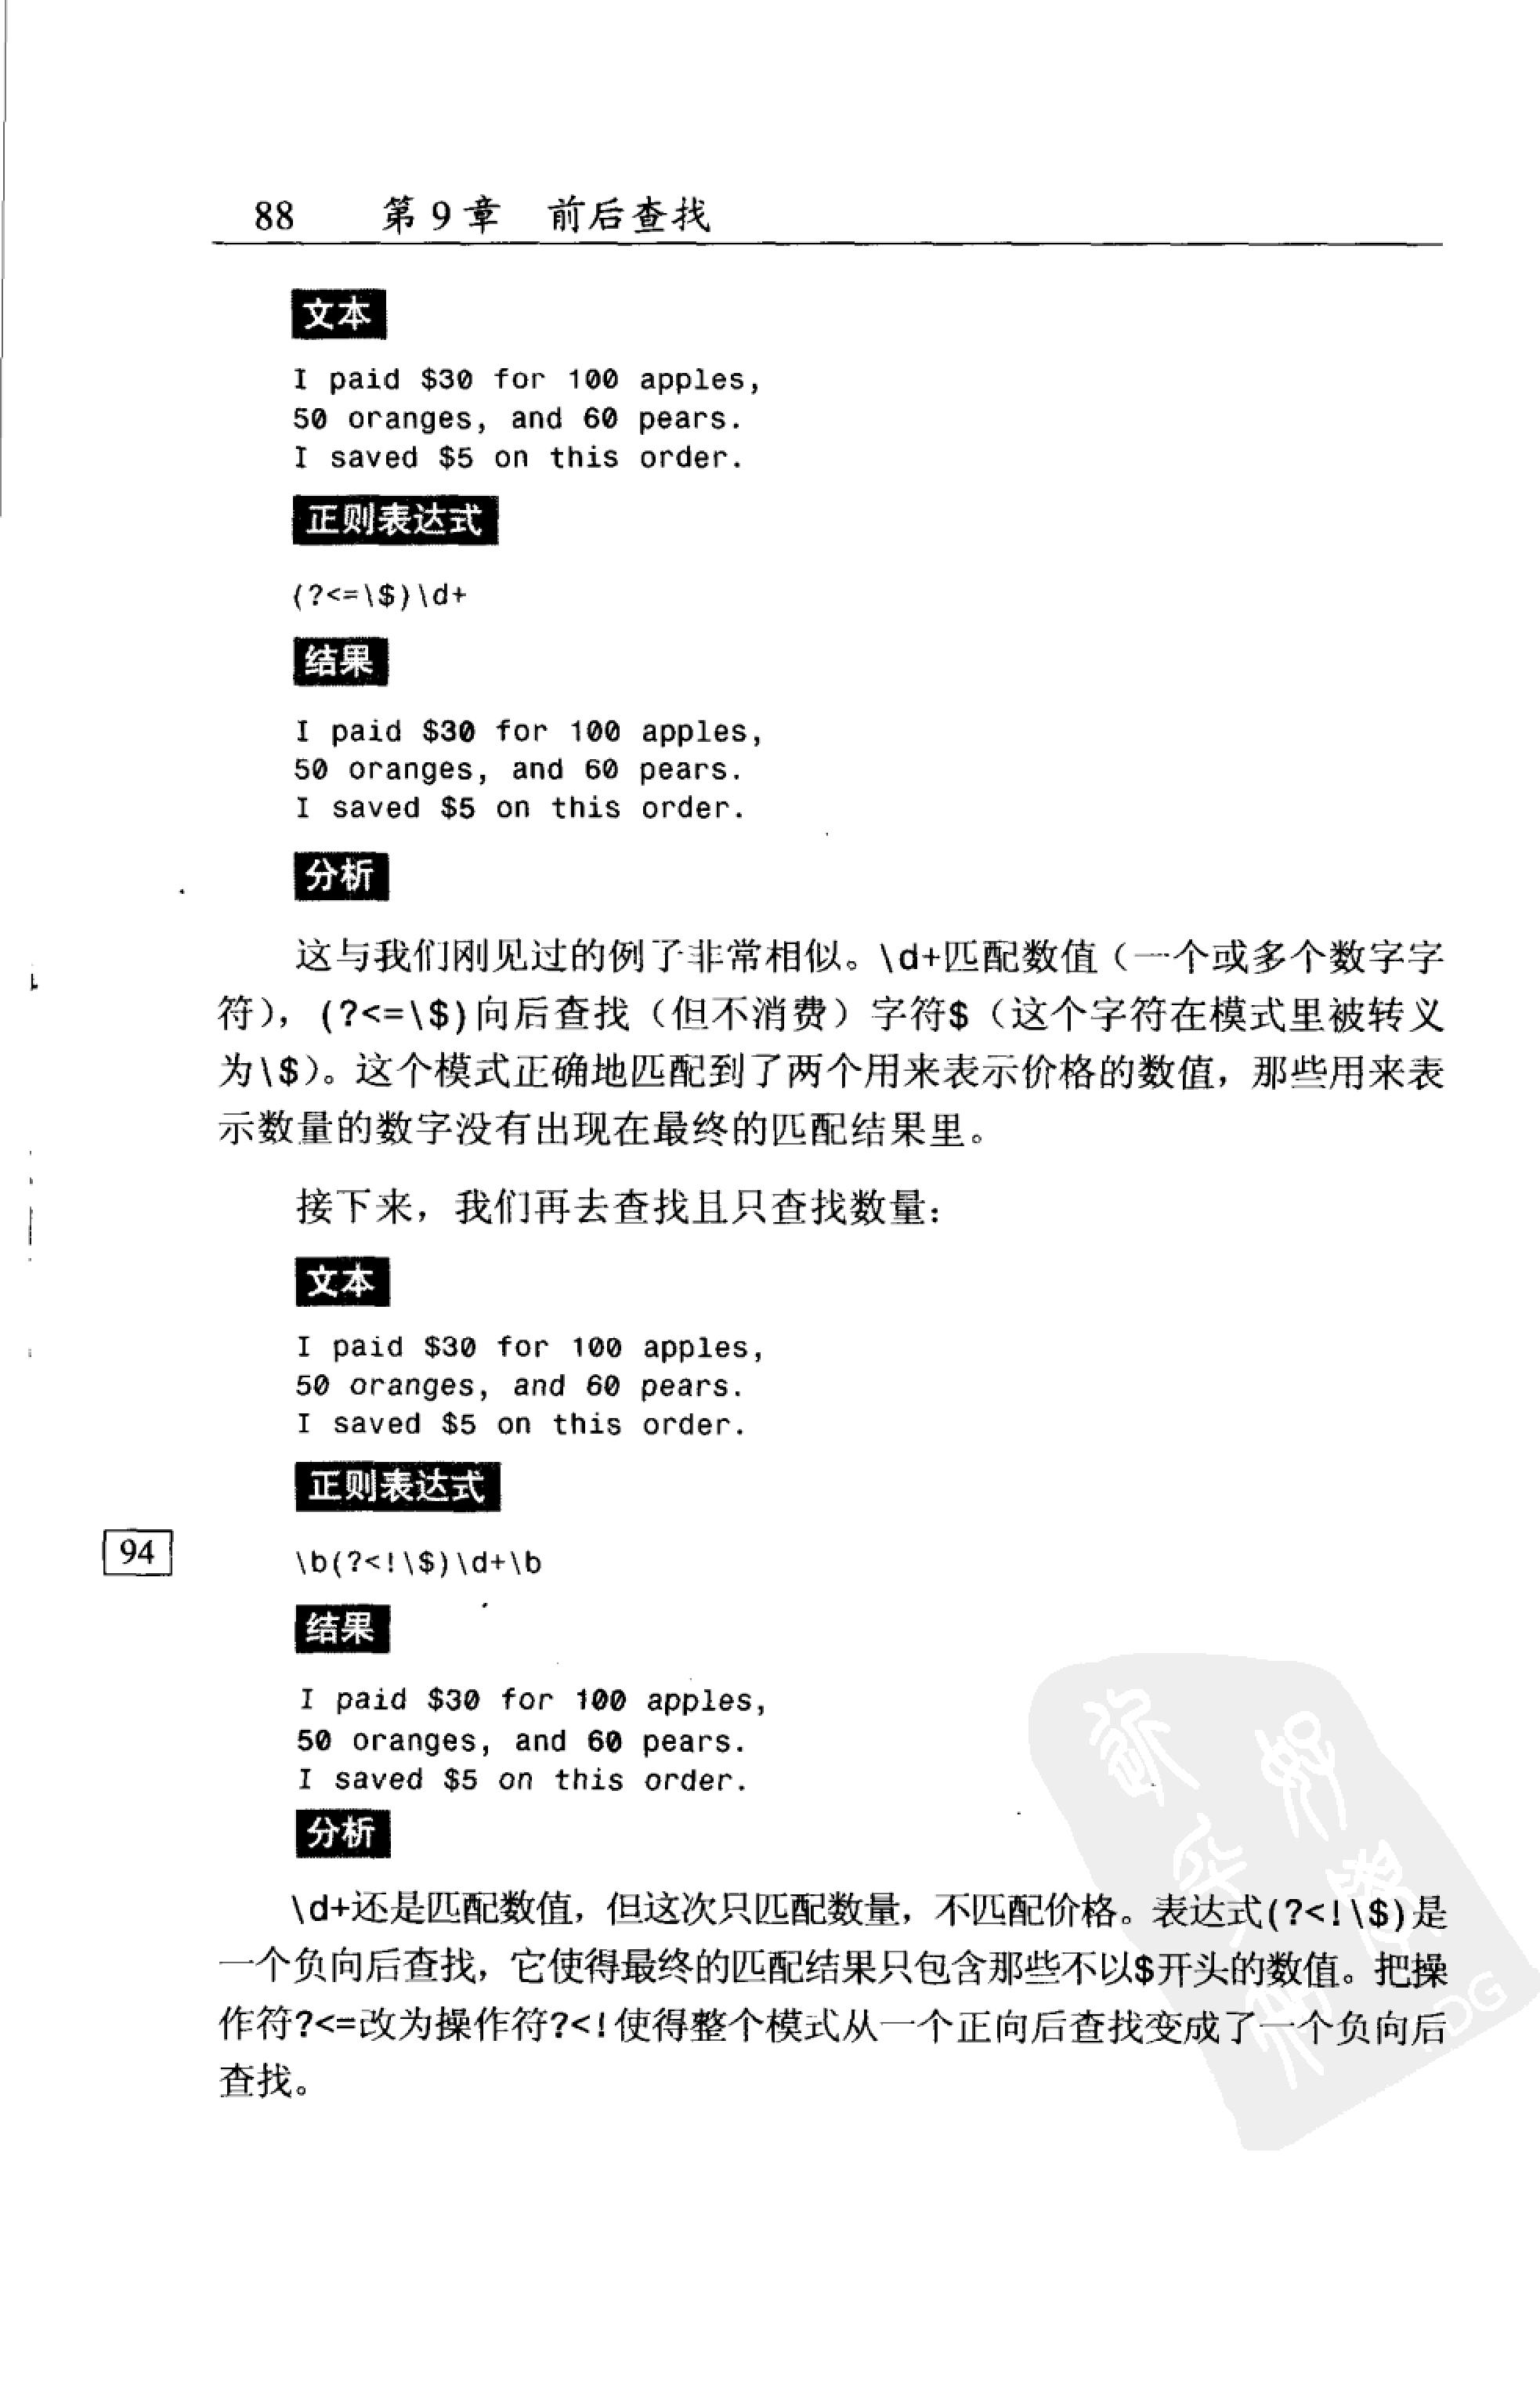 88 第9章 前后查找
文本
I paid $30 for 100 apples,
50 oranges, and 60 pears.
I saved $5 on this order.
正则表达式
(?<=\$)\d+
结果
I paid $30 for 100 apples,
50 oranges, and 60 pears.
I saved $5 on this order.
分析
这与我们刚见过的例子非常相似。\d+匹配数值（一个或多个数字字
符），(?<=\$)向后查找（但不消费）字符$（这个字符在模式里被转义
为\$）。这个模式正确地匹配到了两个用来表示价格的数值，那些用来表
示数量的数字没有出现在最终的匹配结果里。
接下来，我们再去查找且只查找数量：
文本
I paid $30 for 100 apples,
50 oranges, and 60 pears.
I saved $5 on this order.
正则表达式
94
\b(?<!\$)\d+\b
结果
I paid $30 for 100 apples,
50 oranges, and 60 pears.
I saved $5 on this order.
分析
\d+还是匹配数值，但这次只匹配数量，不匹配价格。表达式(?<!\$)是
一个负向后查找，它使得最终的匹配结果只包含那些不以$开头的数值。把操
作符?<=改为操作符?<!使得整个模式从一个正向后查找变成了一个负向后
查找。